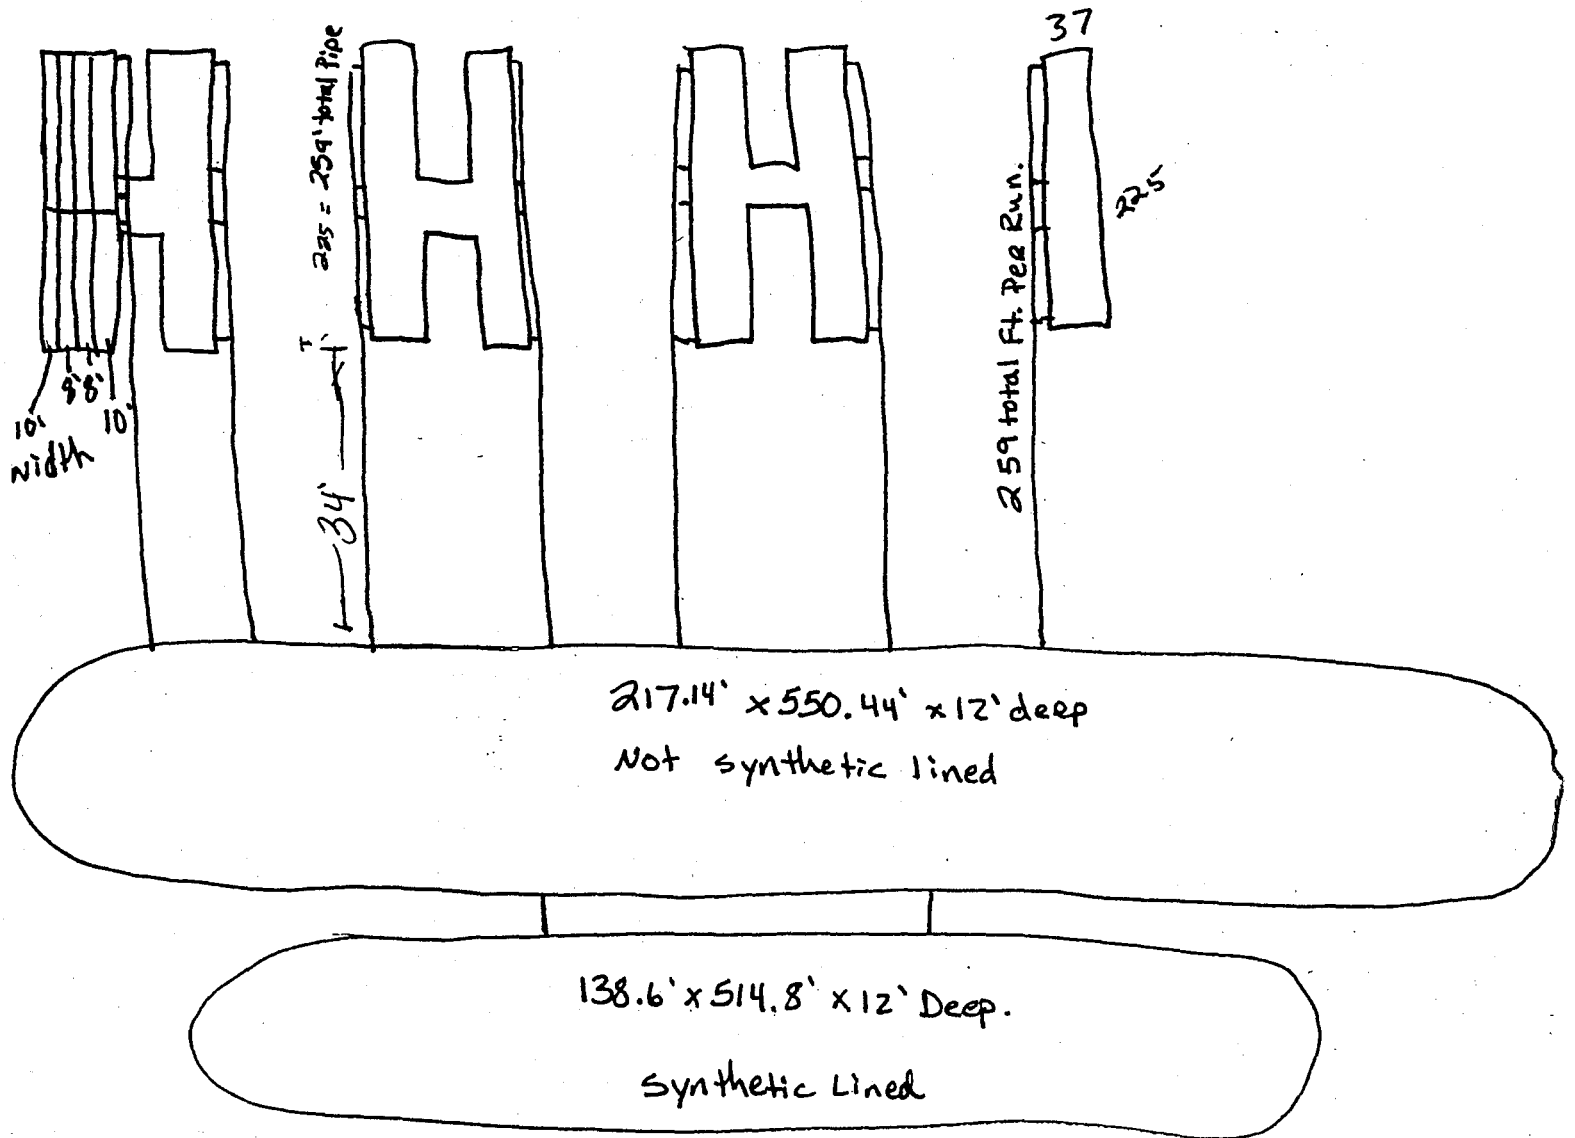 37
225 = 259' total Pipe
259 total Ft. Per Run.
225
10' 8' 8' 10'
width
34'
217.14' x 550.44' x 12' deep
Not synthetic lined
138.6' x 514.8' x 12' Deep.
Synthetic Lined